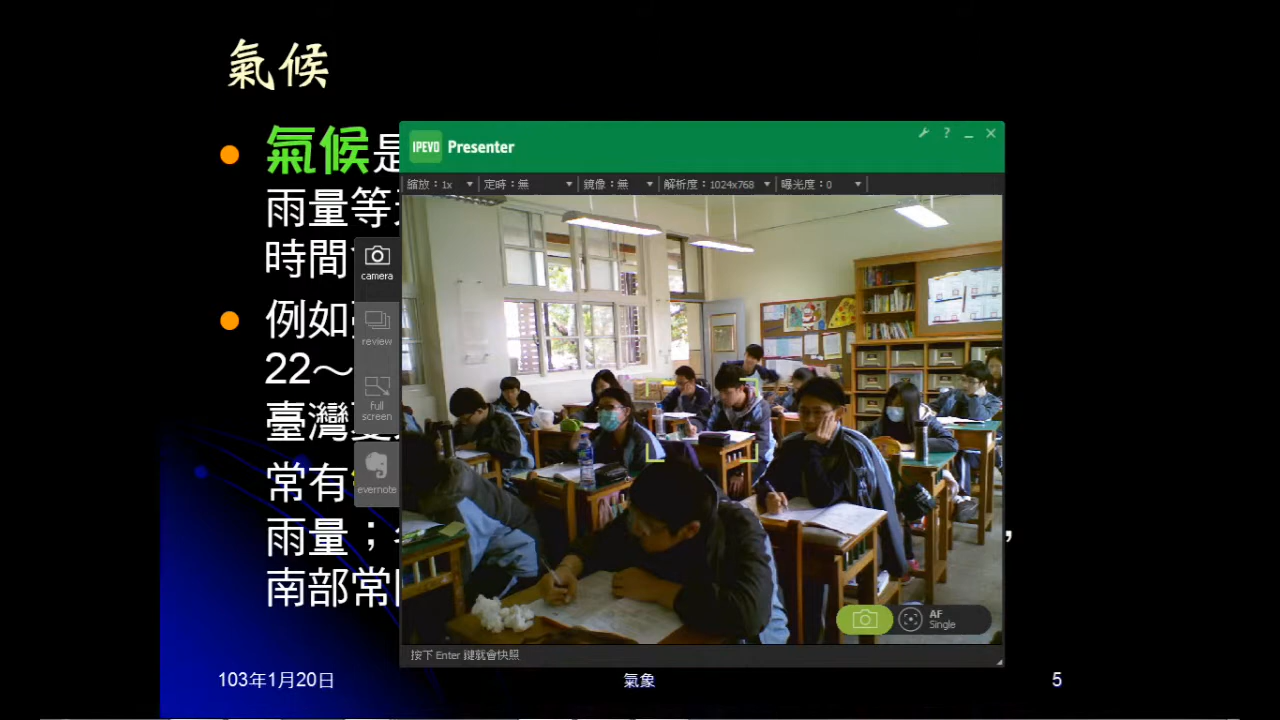 氣候
氣候是
雨量等
時間
例如
22～
臺灣
常有
雨量；
，
南部常
IPEVO Presenter
?
縮放：1x 定時：無 鏡像：無 解析度：1024x768 曝光度：0
camera
review
full
screen
evernote
AF
Single
按下 Enter 鍵就會快照
103年1月20日 氣象 5